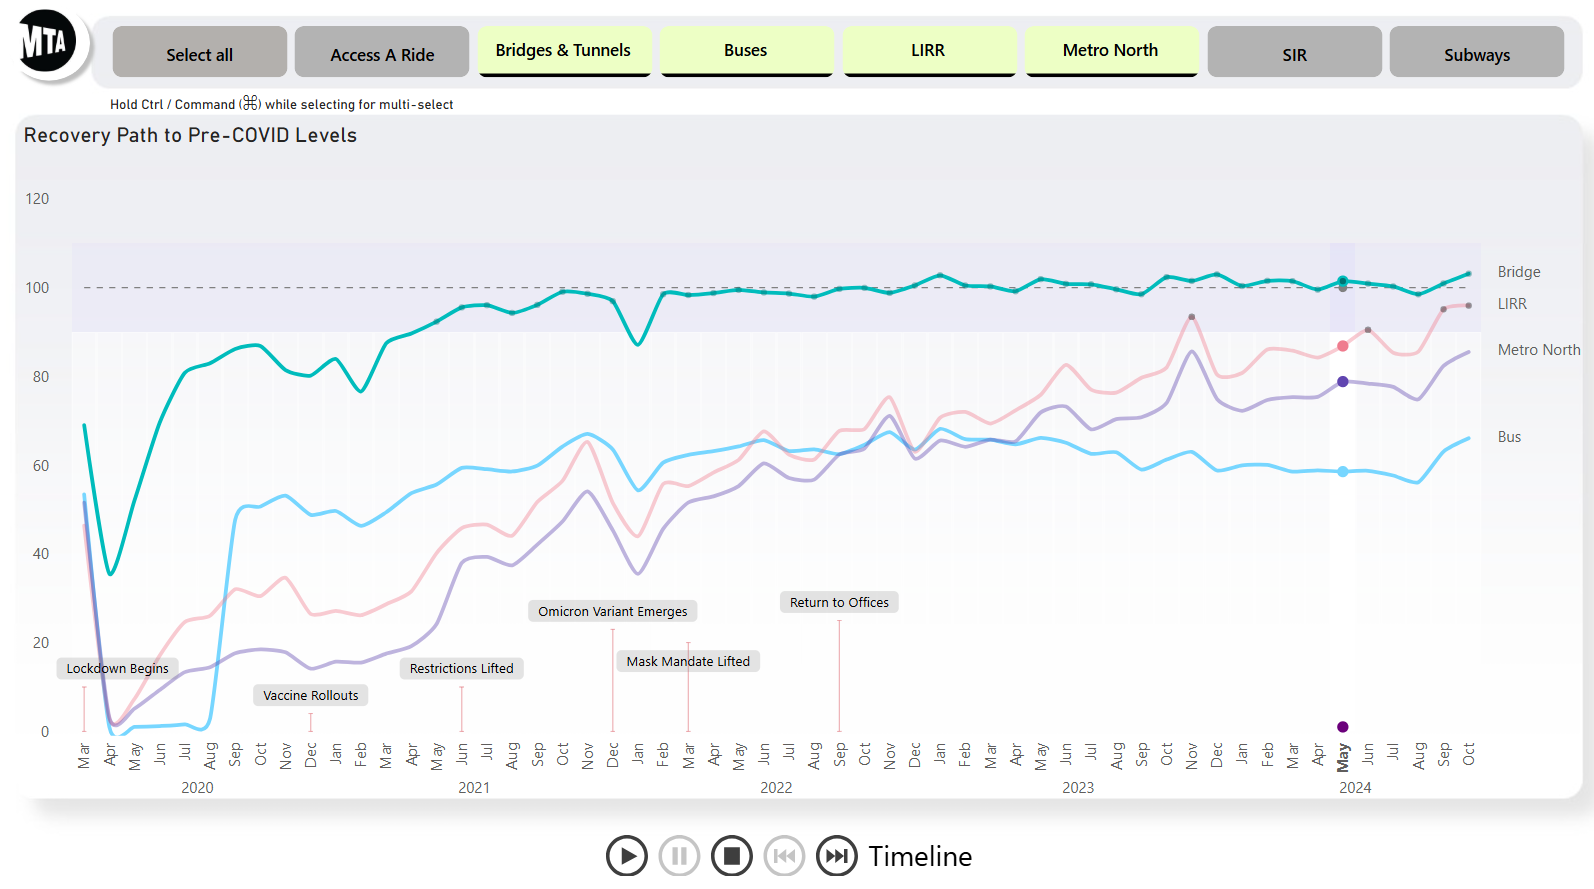 MTA
Select all
Access A Ride
Bridges & Tunnels
Buses
LIRR
Metro North
SIR
Subways
Hold Ctrl / Command (⌘) while selecting for multi-select
Recovery Path to Pre-COVID Levels
120
100
80
60
40
20
0
Bridge
LIRR
Metro North
Bus
Lockdown Begins
Vaccine Rollouts
Restrictions Lifted
Omicron Variant Emerges
Mask Mandate Lifted
Return to Offices
Mar Apr May Jun Jul Aug Sep Oct Nov Dec Jan Feb Mar Apr May Jun Jul Aug Sep Oct Nov Dec Jan Feb Mar Apr May Jun Jul Aug Sep Oct Nov Dec Jan Feb Mar Apr May Jun Jul Aug Sep Oct Nov Dec Jan Feb Mar Apr May Jun Jul Aug Sep Oct
2020 2021 2022 2023 2024
Timeline